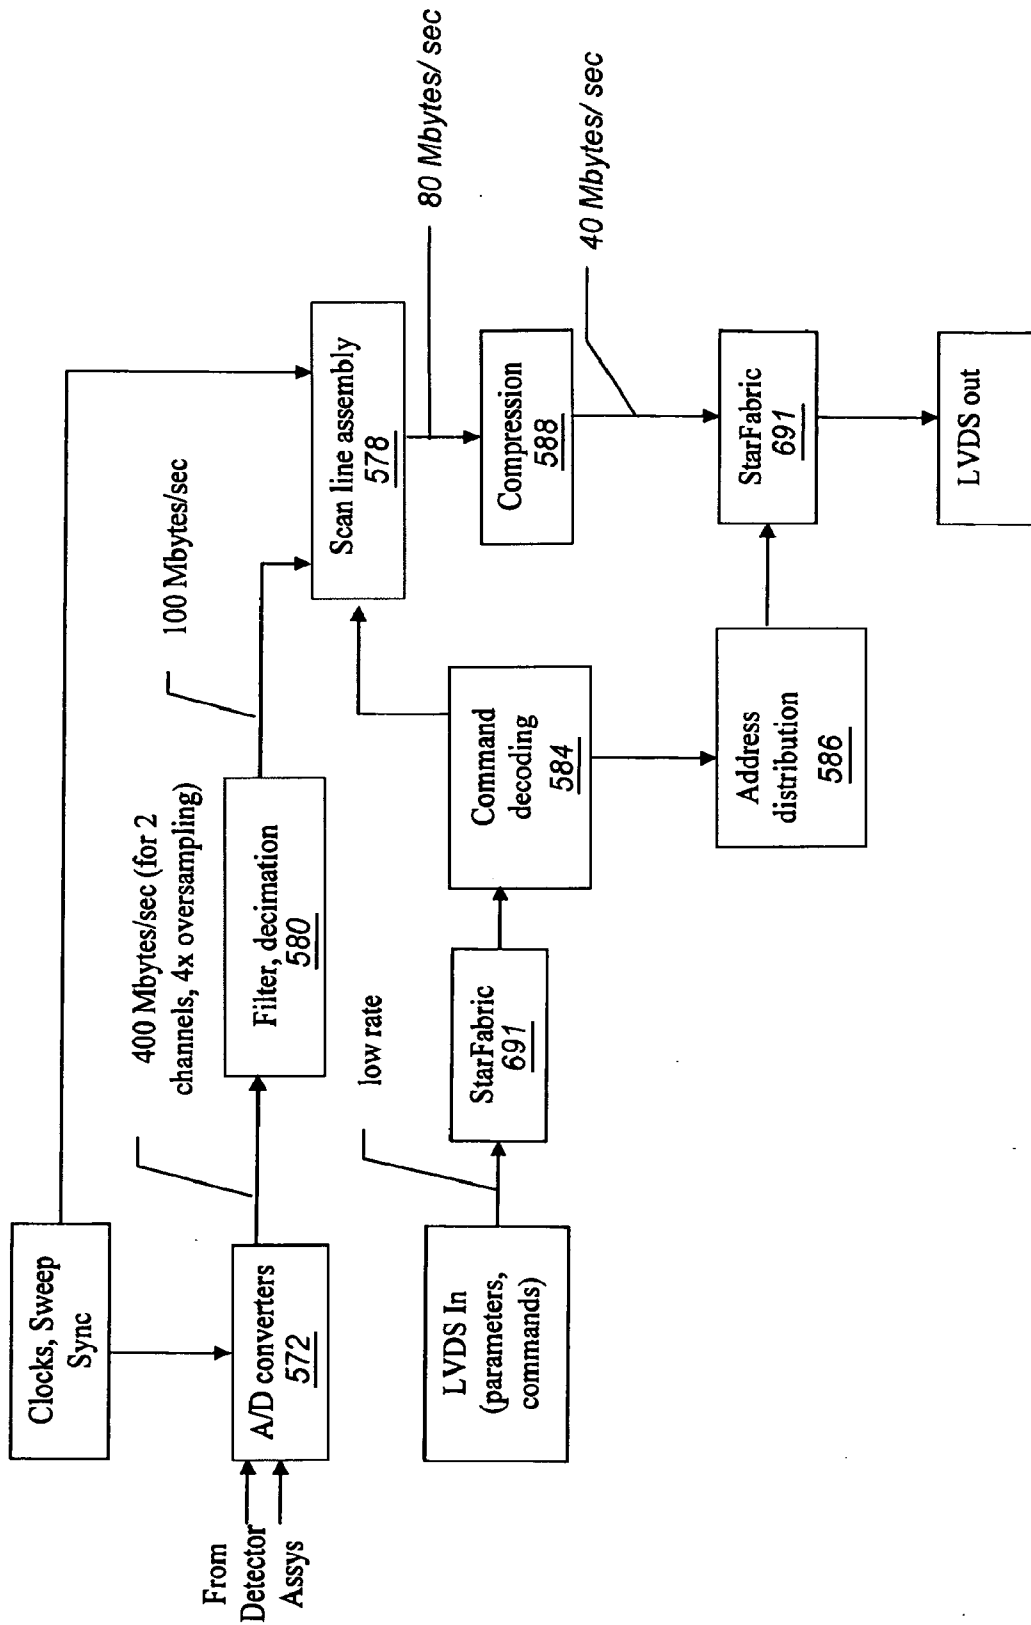 Clocks, Sweep
Sync
From
Detector
Assys
A/D converters
572
400 Mbytes/sec (for 2
channels, 4x oversampling)
Filter, decimation
580
100 Mbytes/sec
Scan line assembly
578
80 Mbytes/ sec
LVDS In
(parameters,
commands)
low rate
StarFabric
691
Command
decoding
584
Compression
588
40 Mbytes/ sec
Address
distribution
586
StarFabric
691
LVDS out